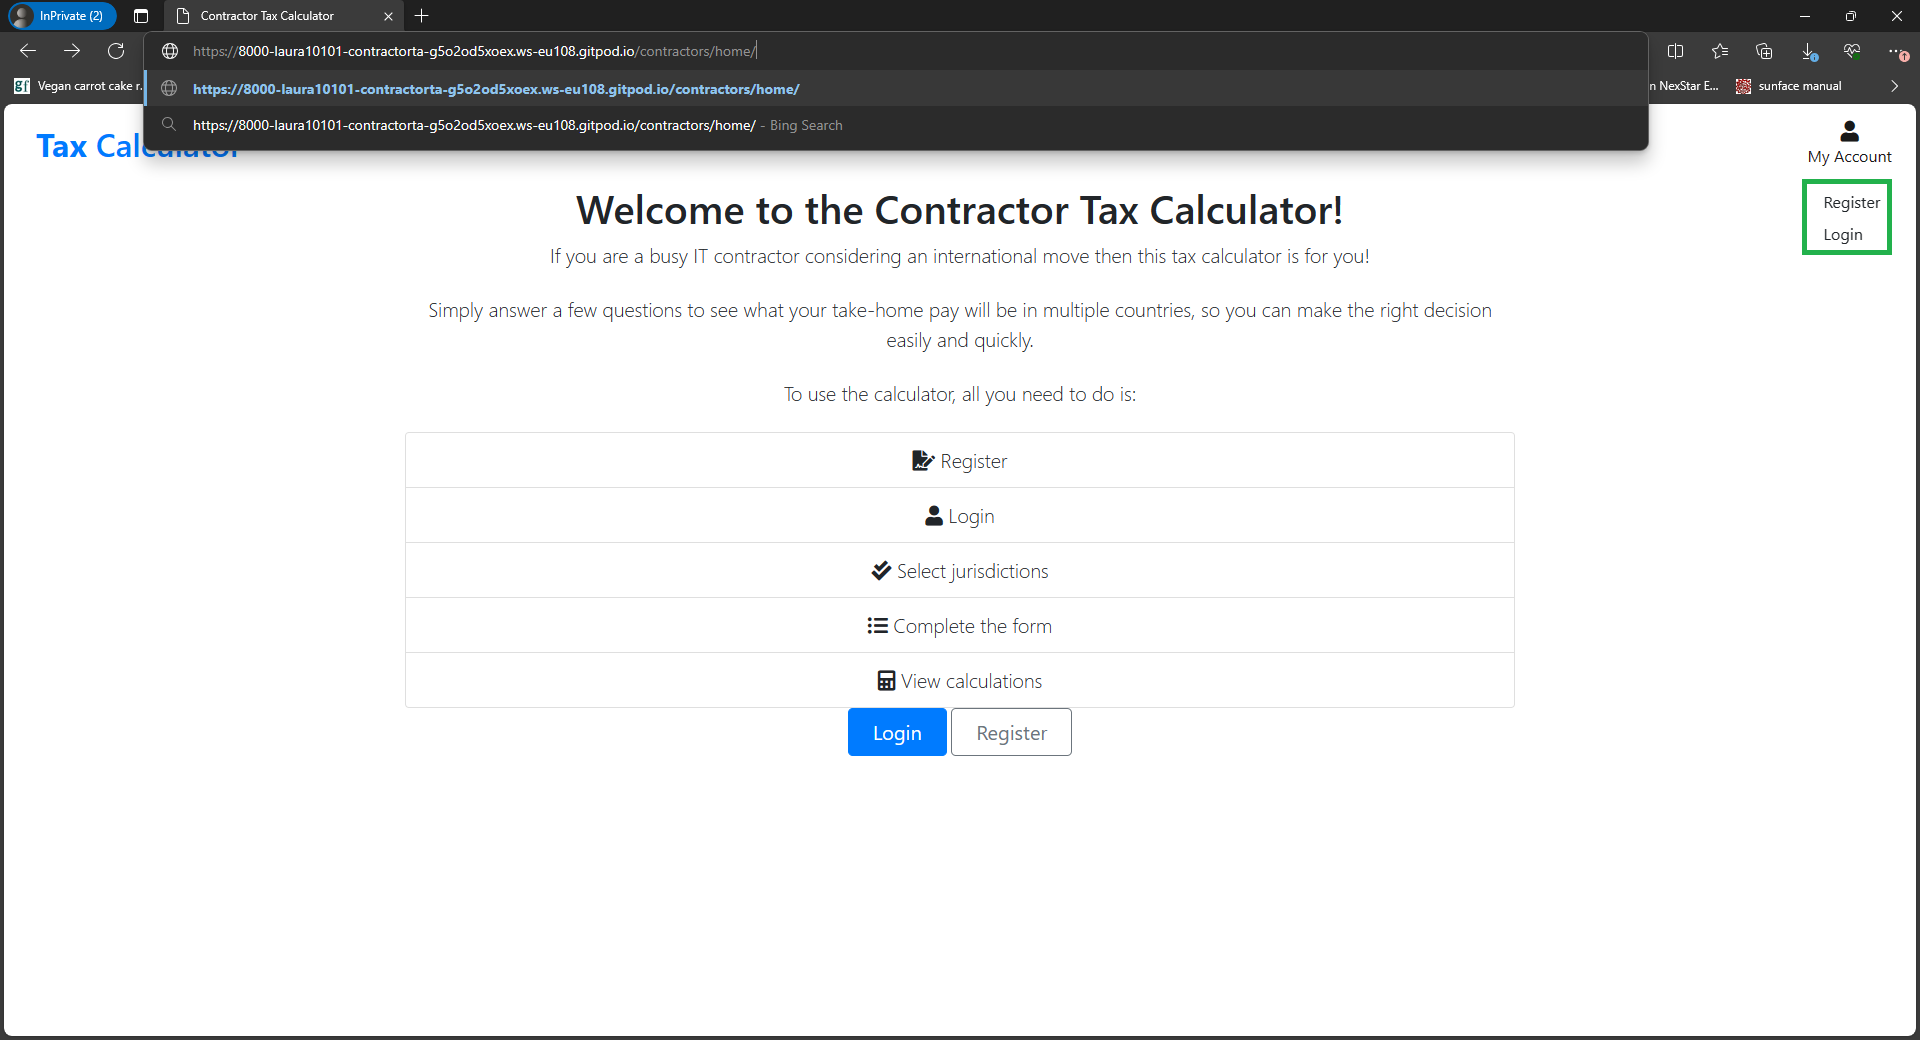 InPrivate (2)
Contractor Tax Calculator
https://8000-laura10101-contractorta-g5o2od5xoex.ws-eu108.gitpod.io/contractors/home/
gf Vegan carrot cake r...
https://8000-laura10101-contractorta-g5o2od5xoex.ws-eu108.gitpod.io/contractors/home/
n NexStar E...
sunface manual
https://8000-laura10101-contractorta-g5o2od5xoex.ws-eu108.gitpod.io/contractors/home/ - Bing Search
Tax Calculator
My Account
Register
Login
Welcome to the Contractor Tax Calculator!
If you are a busy IT contractor considering an international move then this tax calculator is for you!
Simply answer a few questions to see what your take-home pay will be in multiple countries, so you can make the right decision
easily and quickly.
To use the calculator, all you need to do is:
Register
Login
Select jurisdictions
Complete the form
View calculations
Login
Register